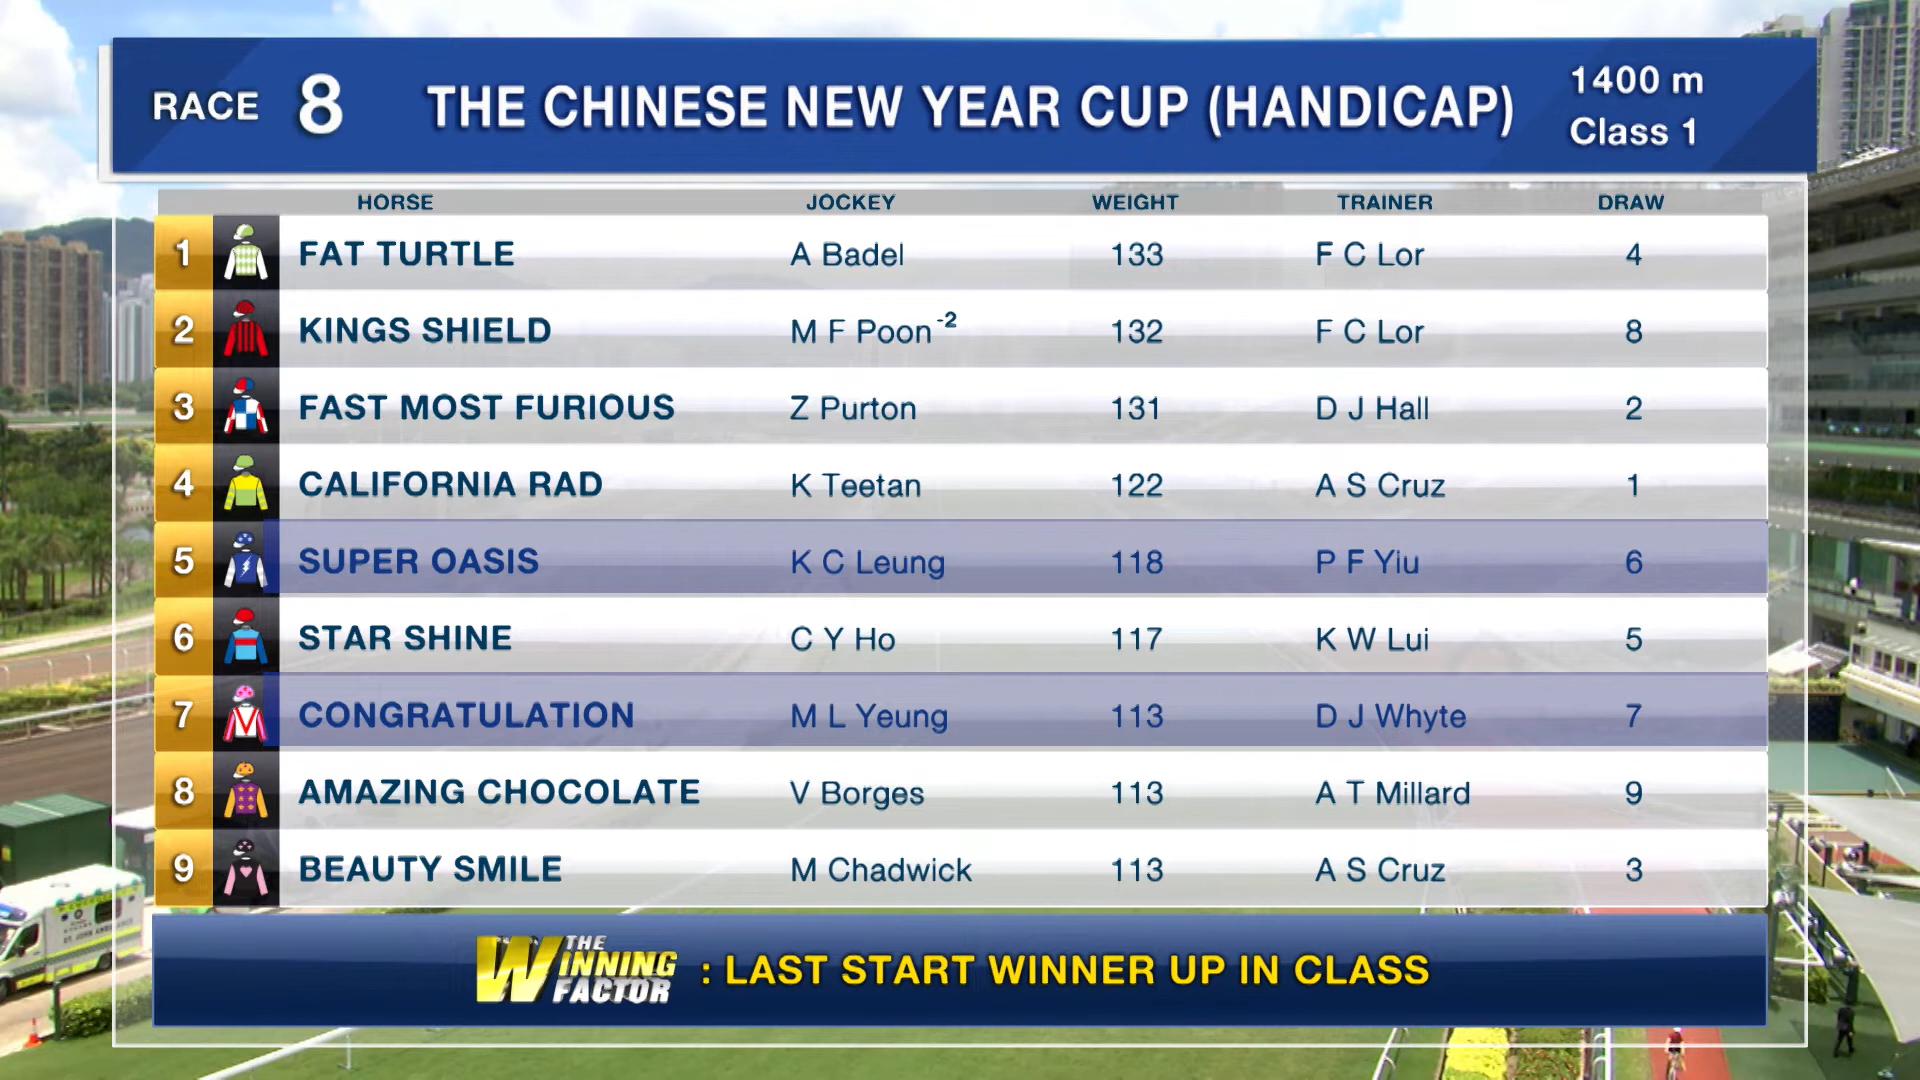 RACE 8 THE CHINESE NEW YEAR CUP (HANDICAP) 1400 m
Class 1
HORSE JOCKEY WEIGHT TRAINER DRAW
1 FAT TURTLE A Badel 133 F C Lor 4
2 KINGS SHIELD M F Poon -2 132 F C Lor 8
3 FAST MOST FURIOUS Z Purton 131 D J Hall 2
4 CALIFORNIA RAD K Teetan 122 A S Cruz 1
5 SUPER OASIS K C Leung 118 P F Yiu 6
6 STAR SHINE C Y Ho 117 K W Lui 5
7 CONGRATULATION M L Yeung 113 D J Whyte 7
8 AMAZING CHOCOLATE V Borges 113 A T Millard 9
9 BEAUTY SMILE M Chadwick 113 A S Cruz 3
THE WINNING FACTOR : LAST START WINNER UP IN CLASS